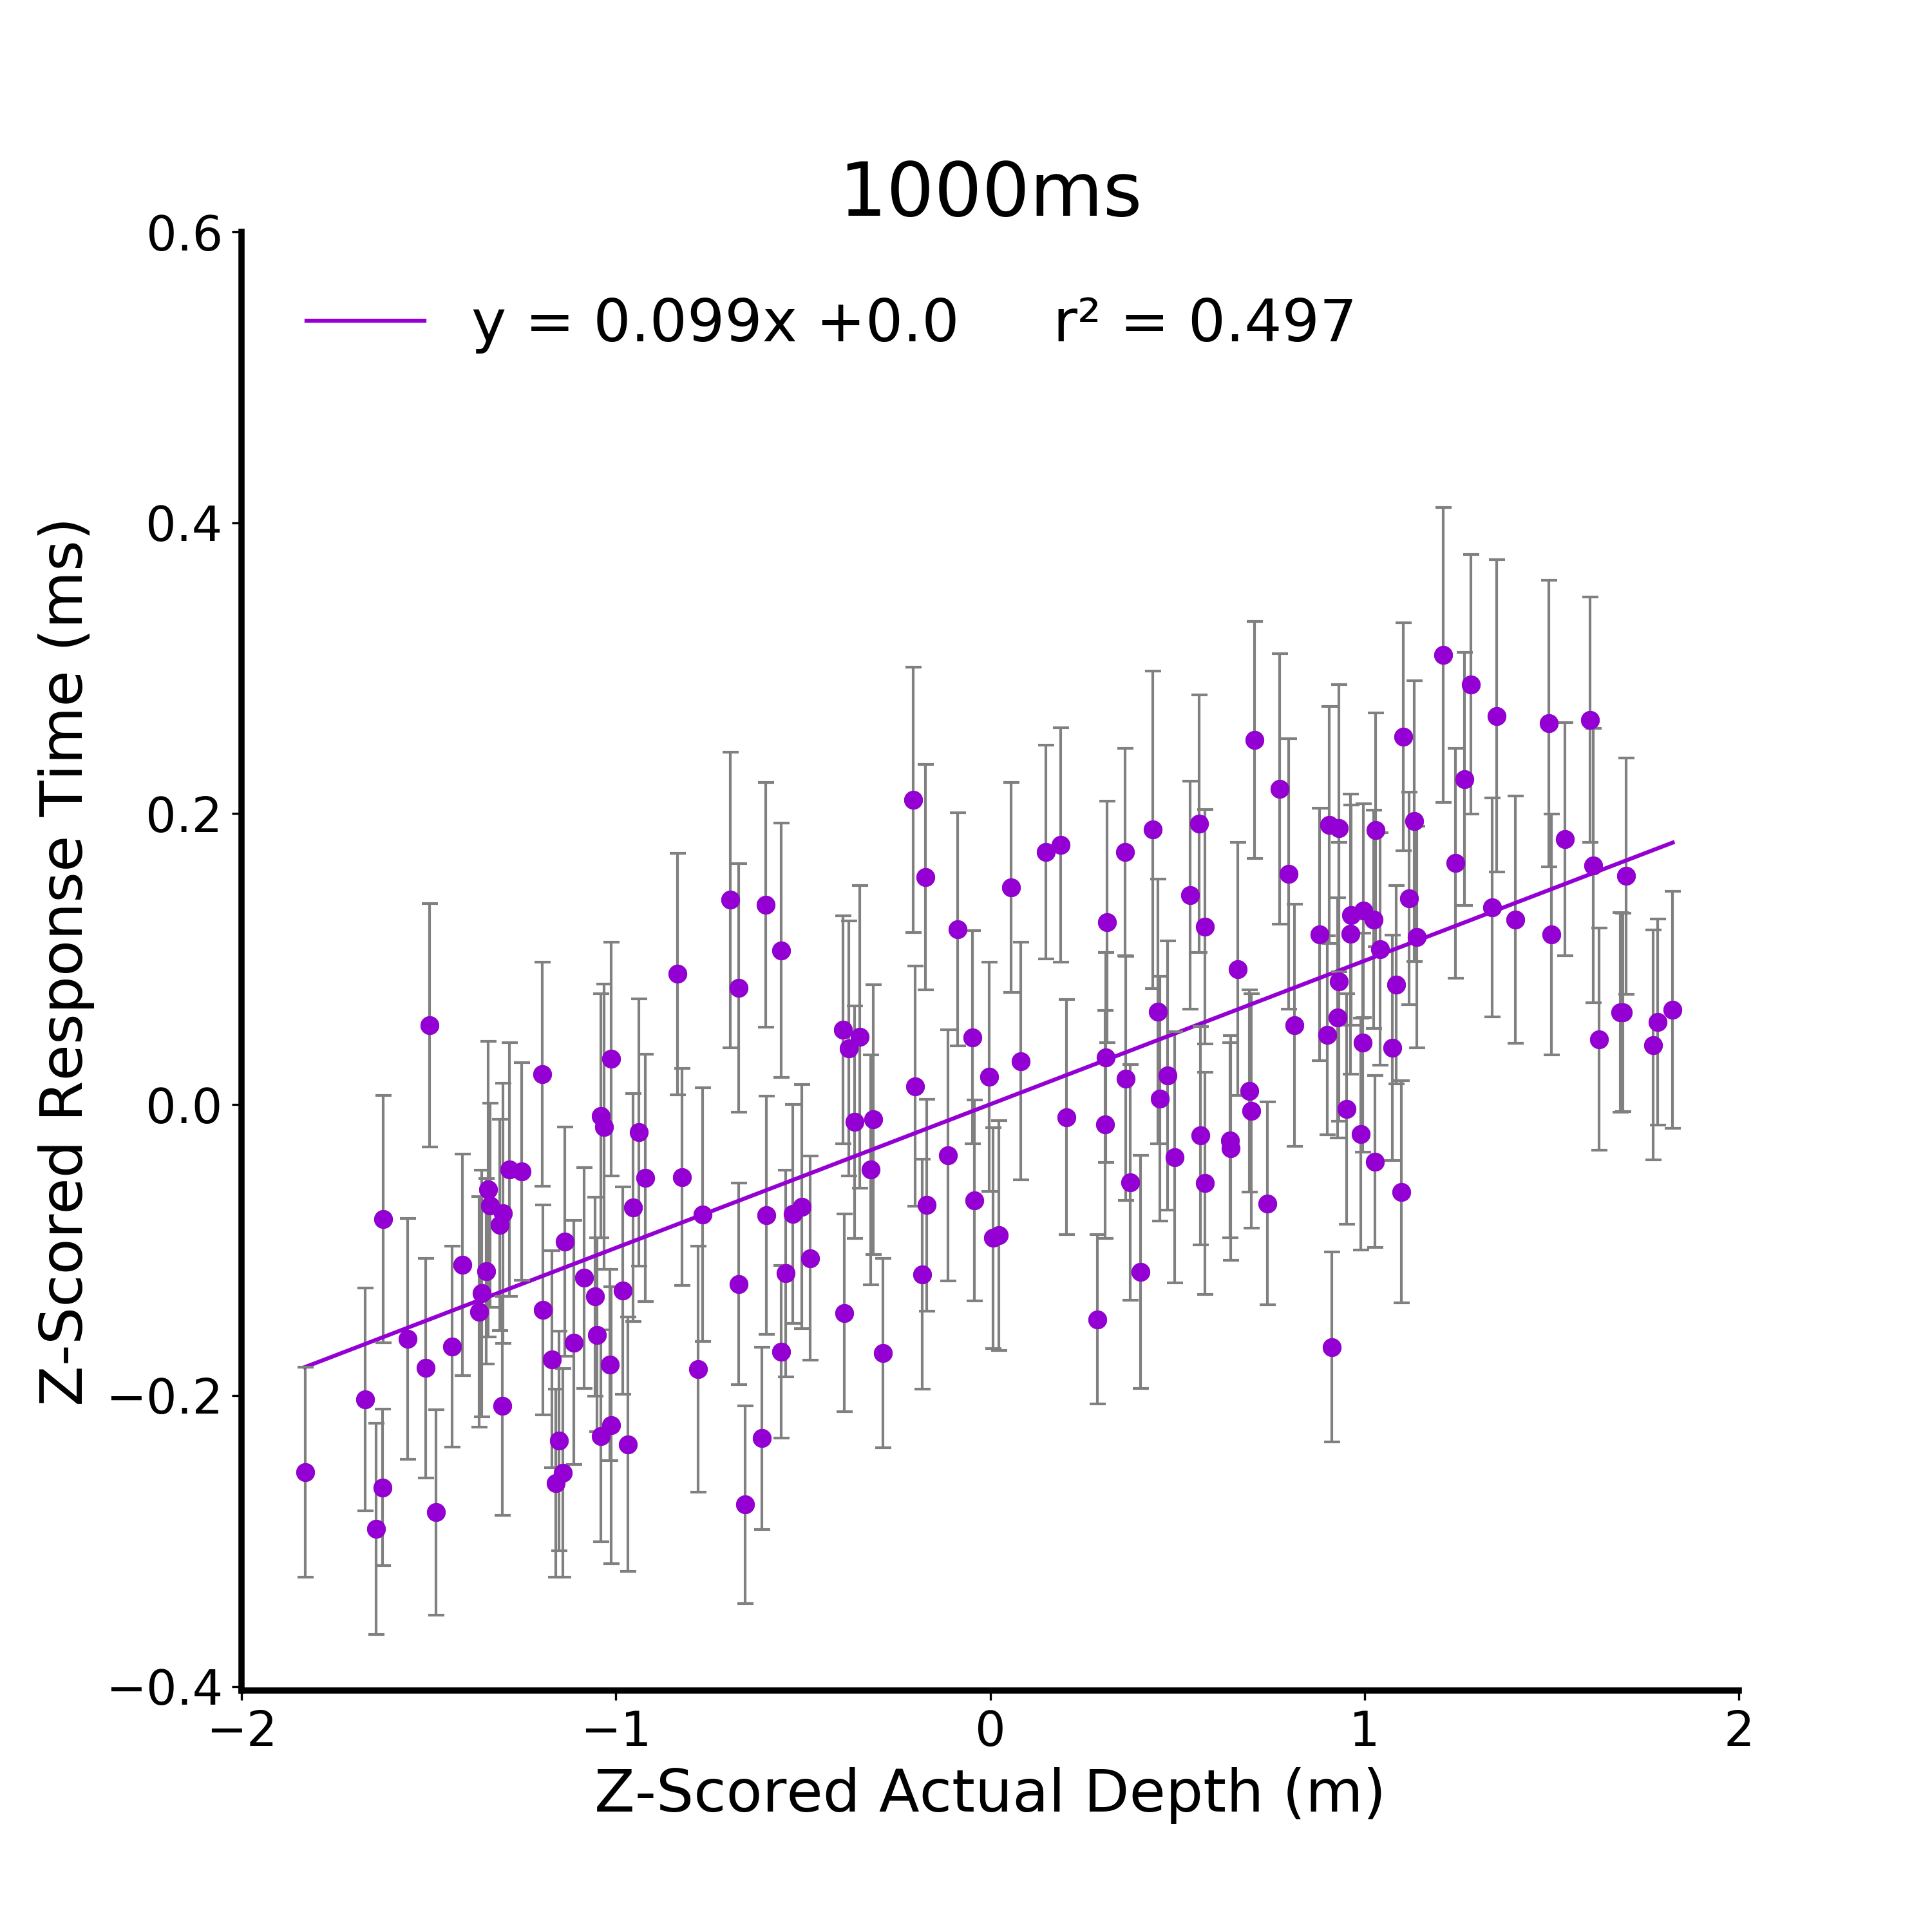 1000ms
y = 0.099x +0.0 r² = 0.497
Z-Scored Response Time (ms)
0.6
0.4
0.2
0.0
−0.2
−0.4
−2 −1 0 1 2
Z-Scored Actual Depth (m)